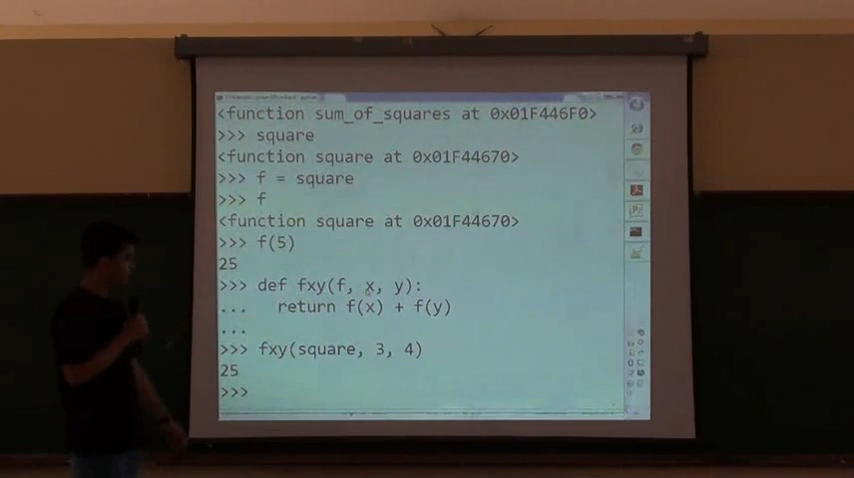 <function sum_of_squares at 0x01F446F0>
>>> square
<function square at 0x01F44670>
>>> f = square
>>> f
<function square at 0x01F44670>
>>> f(5)
25
>>> def fxy(f, x, y):
...   return f(x) + f(y)
...
>>> fxy(square, 3, 4)
25
>>>